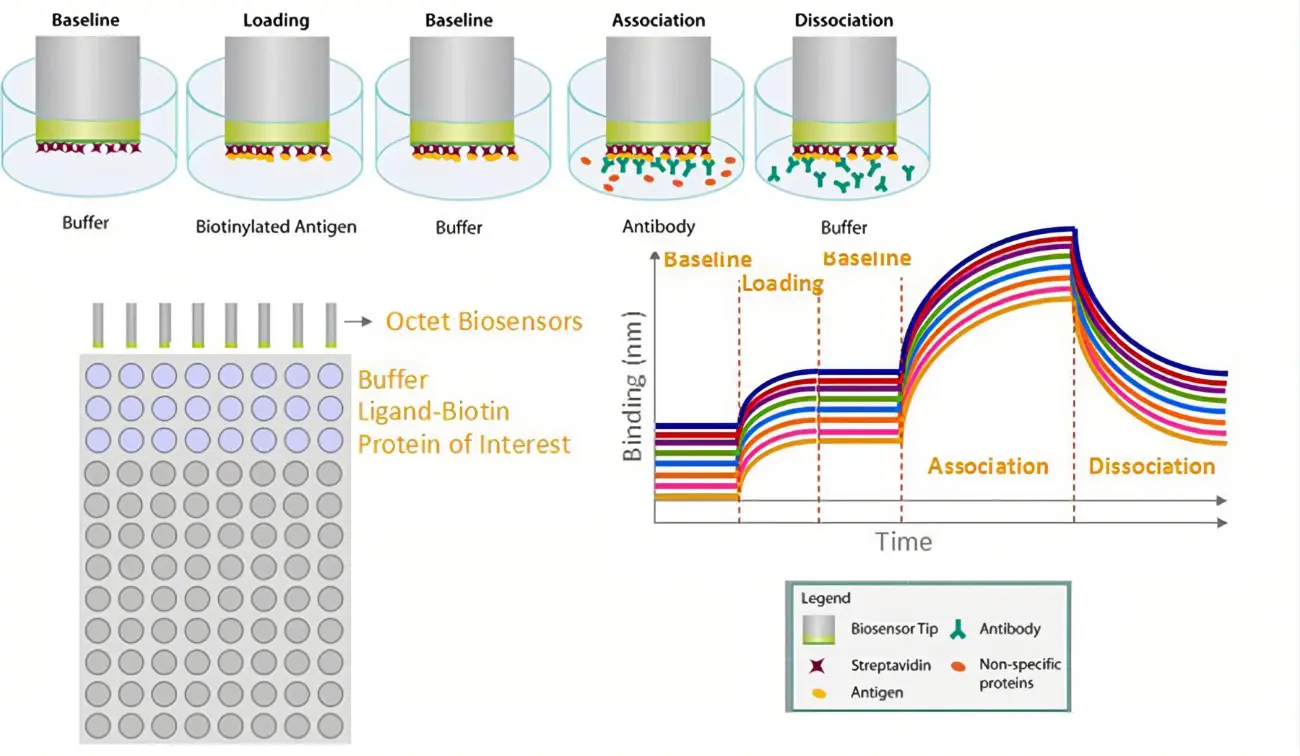 Baseline
Loading
Baseline
Association
Dissociation
Buffer
Biotinylated Antigen
Buffer
Antibody
Buffer
Octet Biosensors
Buffer
Ligand-Biotin
Protein of Interest
Binding (nm)
Baseline
Loading
Baseline
Association
Dissociation
Time
Legend
Biosensor Tip
Antibody
Streptavidin
Non-specific
proteins
Antigen